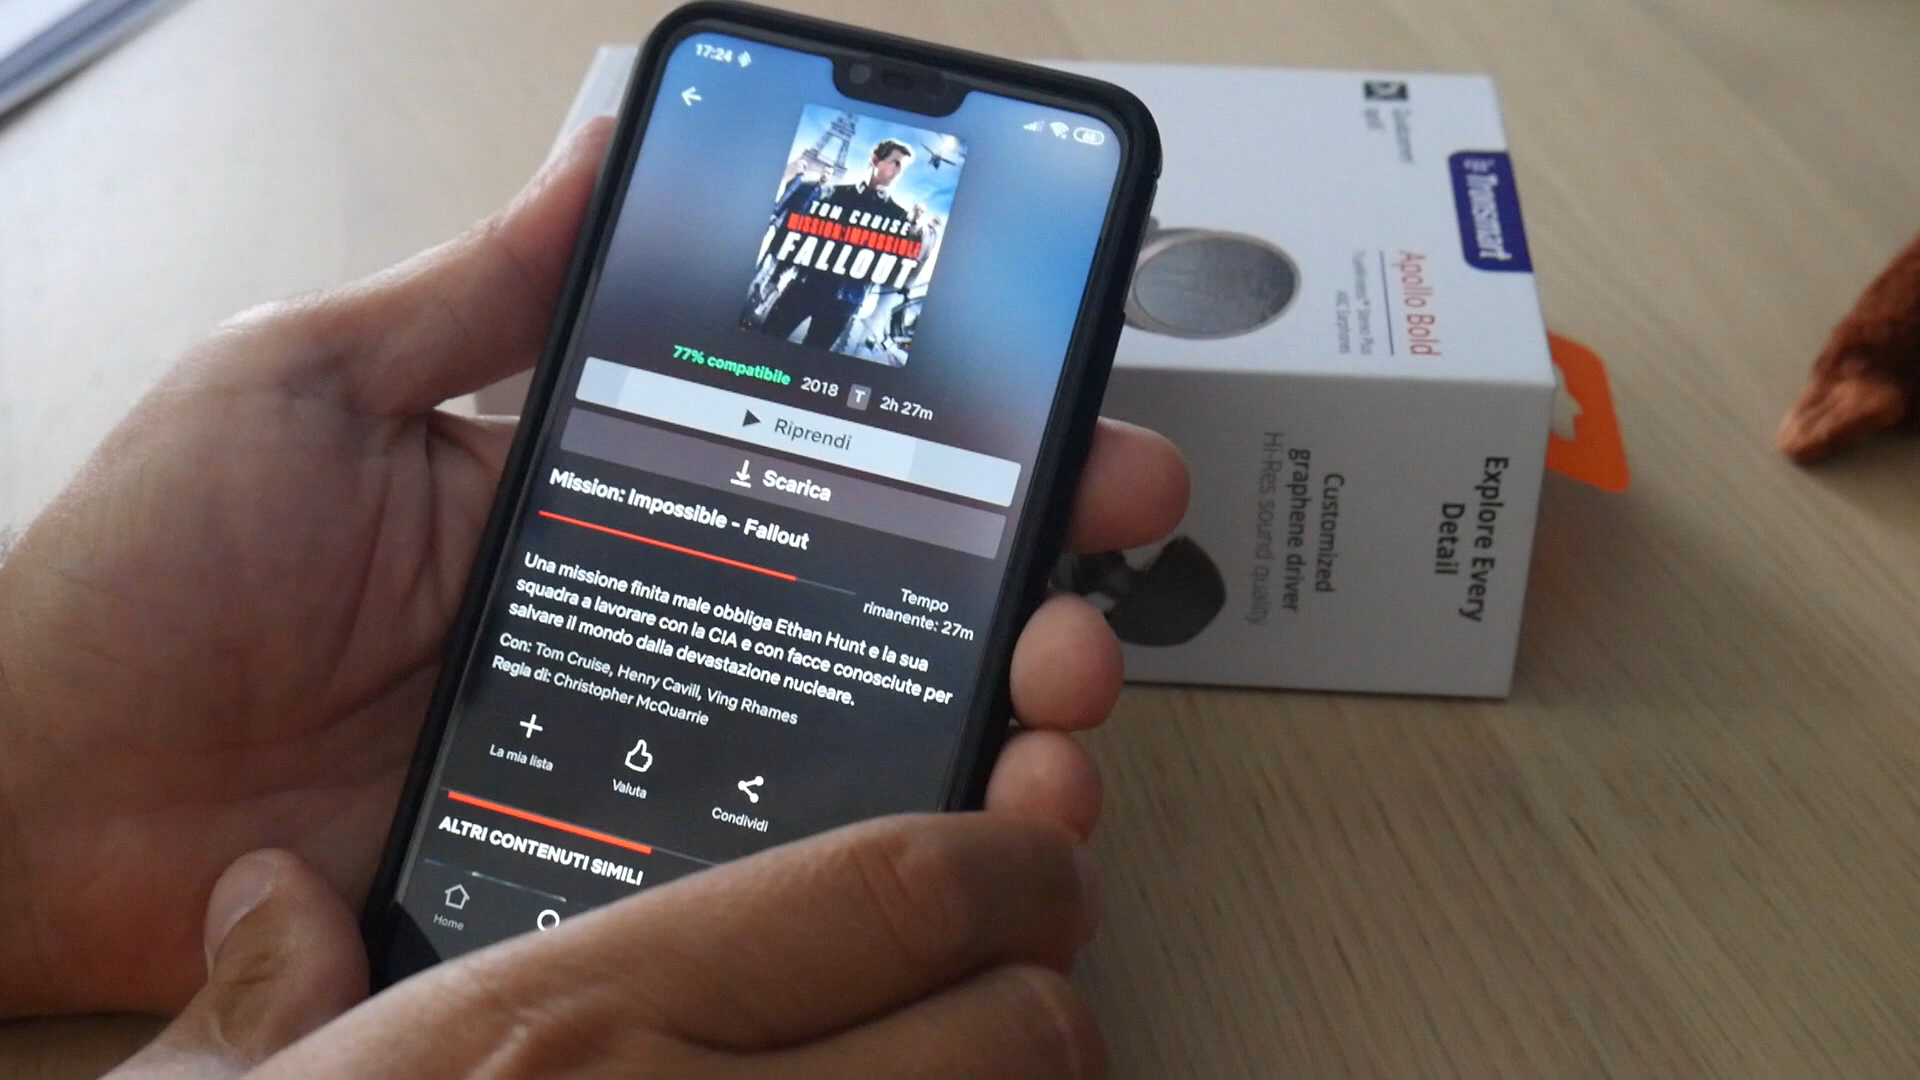 17:24
TOM CRUISE
MISSION:IMPOSSIBLE
FALLOUT
77% compatibile 2018 T 2h 27m
Riprendi
Scarica
Mission: Impossible - Fallout
Tempo
rimanente: 27m
Una missione finita male obbliga Ethan Hunt e la sua
squadra a lavorare con la CIA e con facce conosciute per
salvare il mondo dalla devastazione nucleare.
Con: Tom Cruise, Henry Cavill, Ving Rhames
Regia di: Christopher McQuarrie
La mia lista
Valuta
Condividi
ALTRI CONTENUTI SIMILI
Home
Tronsmart
Apollo Bold
ANC Earphones
Explore Every
Detail
Customized
graphene driver
Hi-Res sound quality